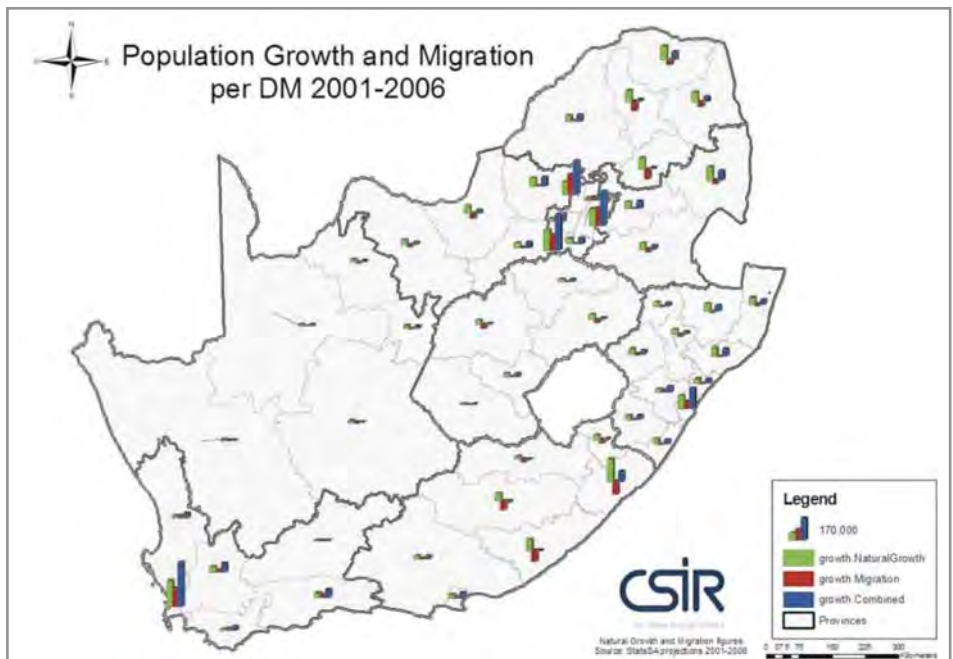 N
Population Growth and Migration
per DM 2001-2006
Legend
170,000
growth.NaturalGrowth
growth.Migration
growth.Combined
Provinces
CSIR
Natural Growth and Migration figures
Source: StatsSA projections 2001-2006
Kilometers